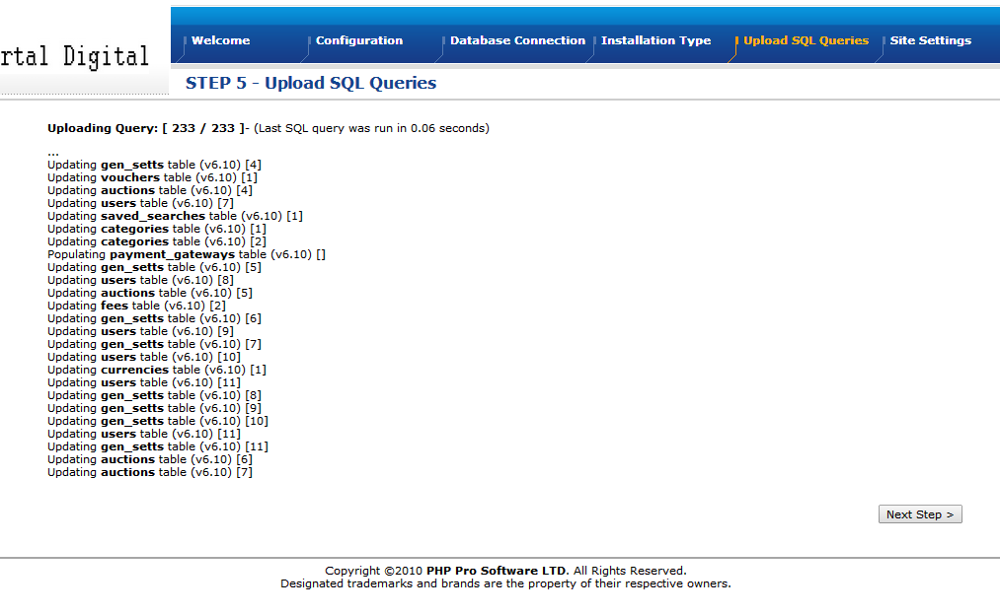 rtal Digital
Welcome Configuration Database Connection Installation Type Upload SQL Queries Site Settings
STEP 5 - Upload SQL Queries
Uploading Query: [ 233 / 233 ]- (Last SQL query was run in 0.06 seconds)
...
Updating gen_setts table (v6.10) [4]
Updating vouchers table (v6.10) [1]
Updating auctions table (v6.10) [4]
Updating users table (v6.10) [7]
Updating saved_searches table (v6.10) [1]
Updating categories table (v6.10) [1]
Updating categories table (v6.10) [2]
Populating payment_gateways table (v6.10) []
Updating gen_setts table (v6.10) [5]
Updating users table (v6.10) [8]
Updating auctions table (v6.10) [5]
Updating fees table (v6.10) [2]
Updating gen_setts table (v6.10) [6]
Updating users table (v6.10) [9]
Updating gen_setts table (v6.10) [7]
Updating users table (v6.10) [10]
Updating currencies table (v6.10) [1]
Updating users table (v6.10) [11]
Updating gen_setts table (v6.10) [8]
Updating gen_setts table (v6.10) [9]
Updating gen_setts table (v6.10) [10]
Updating users table (v6.10) [11]
Updating gen_setts table (v6.10) [11]
Updating auctions table (v6.10) [6]
Updating auctions table (v6.10) [7]
Next Step >
Copyright ©2010 PHP Pro Software LTD. All Rights Reserved.
Designated trademarks and brands are the property of their respective owners.